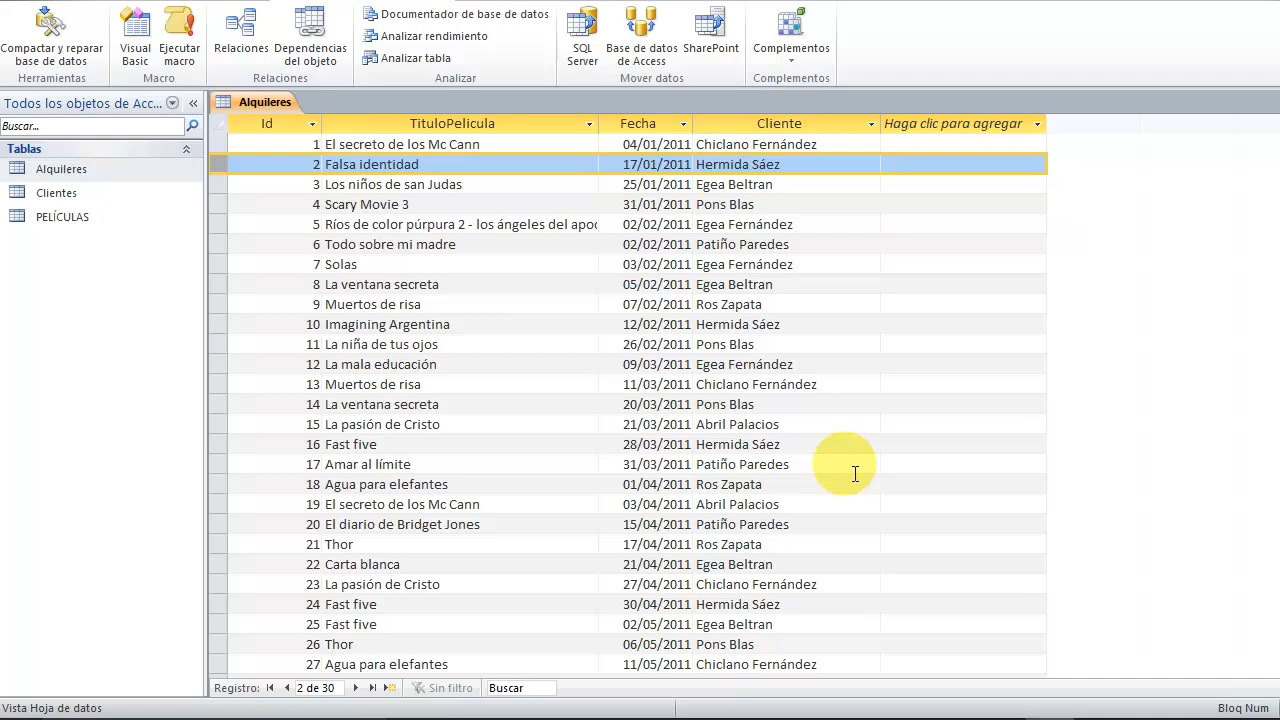 Compactar y reparar
base de datos
Herramientas
Visual
Basic
Ejecutar
macro
Macro
Relaciones
Dependencias
del objeto
Relaciones
Documentador de base de datos
Analizar rendimiento
Analizar tabla
Analizar
SQL
Server
Base de datos
de Access
SharePoint
Mover datos
Complementos
Complementos
Todos los objetos de Acc... «
Buscar...
Tablas
Alquileres
Clientes
PELÍCULAS
Alquileres
Id TituloPelicula Fecha Cliente Haga clic para agregar
1 El secreto de los Mc Cann 04/01/2011 Chiclano Fernández
2 Falsa identidad 17/01/2011 Hermida Sáez
3 Los niños de san Judas 25/01/2011 Egea Beltran
4 Scary Movie 3 31/01/2011 Pons Blas
5 Ríos de color púrpura 2 - los ángeles del apoc 02/02/2011 Egea Fernández
6 Todo sobre mi madre 02/02/2011 Patiño Paredes
7 Solas 03/02/2011 Egea Fernández
8 La ventana secreta 05/02/2011 Egea Beltran
9 Muertos de risa 07/02/2011 Ros Zapata
10 Imagining Argentina 12/02/2011 Hermida Sáez
11 La niña de tus ojos 26/02/2011 Pons Blas
12 La mala educación 09/03/2011 Egea Fernández
13 Muertos de risa 11/03/2011 Chiclano Fernández
14 La ventana secreta 20/03/2011 Pons Blas
15 La pasión de Cristo 21/03/2011 Abril Palacios
16 Fast five 28/03/2011 Hermida Sáez
17 Amar al límite 31/03/2011 Patiño Paredes
18 Agua para elefantes 01/04/2011 Ros Zapata
19 El secreto de los Mc Cann 03/04/2011 Abril Palacios
20 El diario de Bridget Jones 15/04/2011 Patiño Paredes
21 Thor 17/04/2011 Ros Zapata
22 Carta blanca 21/04/2011 Egea Beltran
23 La pasión de Cristo 27/04/2011 Chiclano Fernández
24 Fast five 30/04/2011 Hermida Sáez
25 Fast five 02/05/2011 Egea Beltran
26 Thor 06/05/2011 Pons Blas
27 Agua para elefantes 11/05/2011 Chiclano Fernández
Registro: 2 de 30 Sin filtro Buscar
Vista Hoja de datos Bloq Num